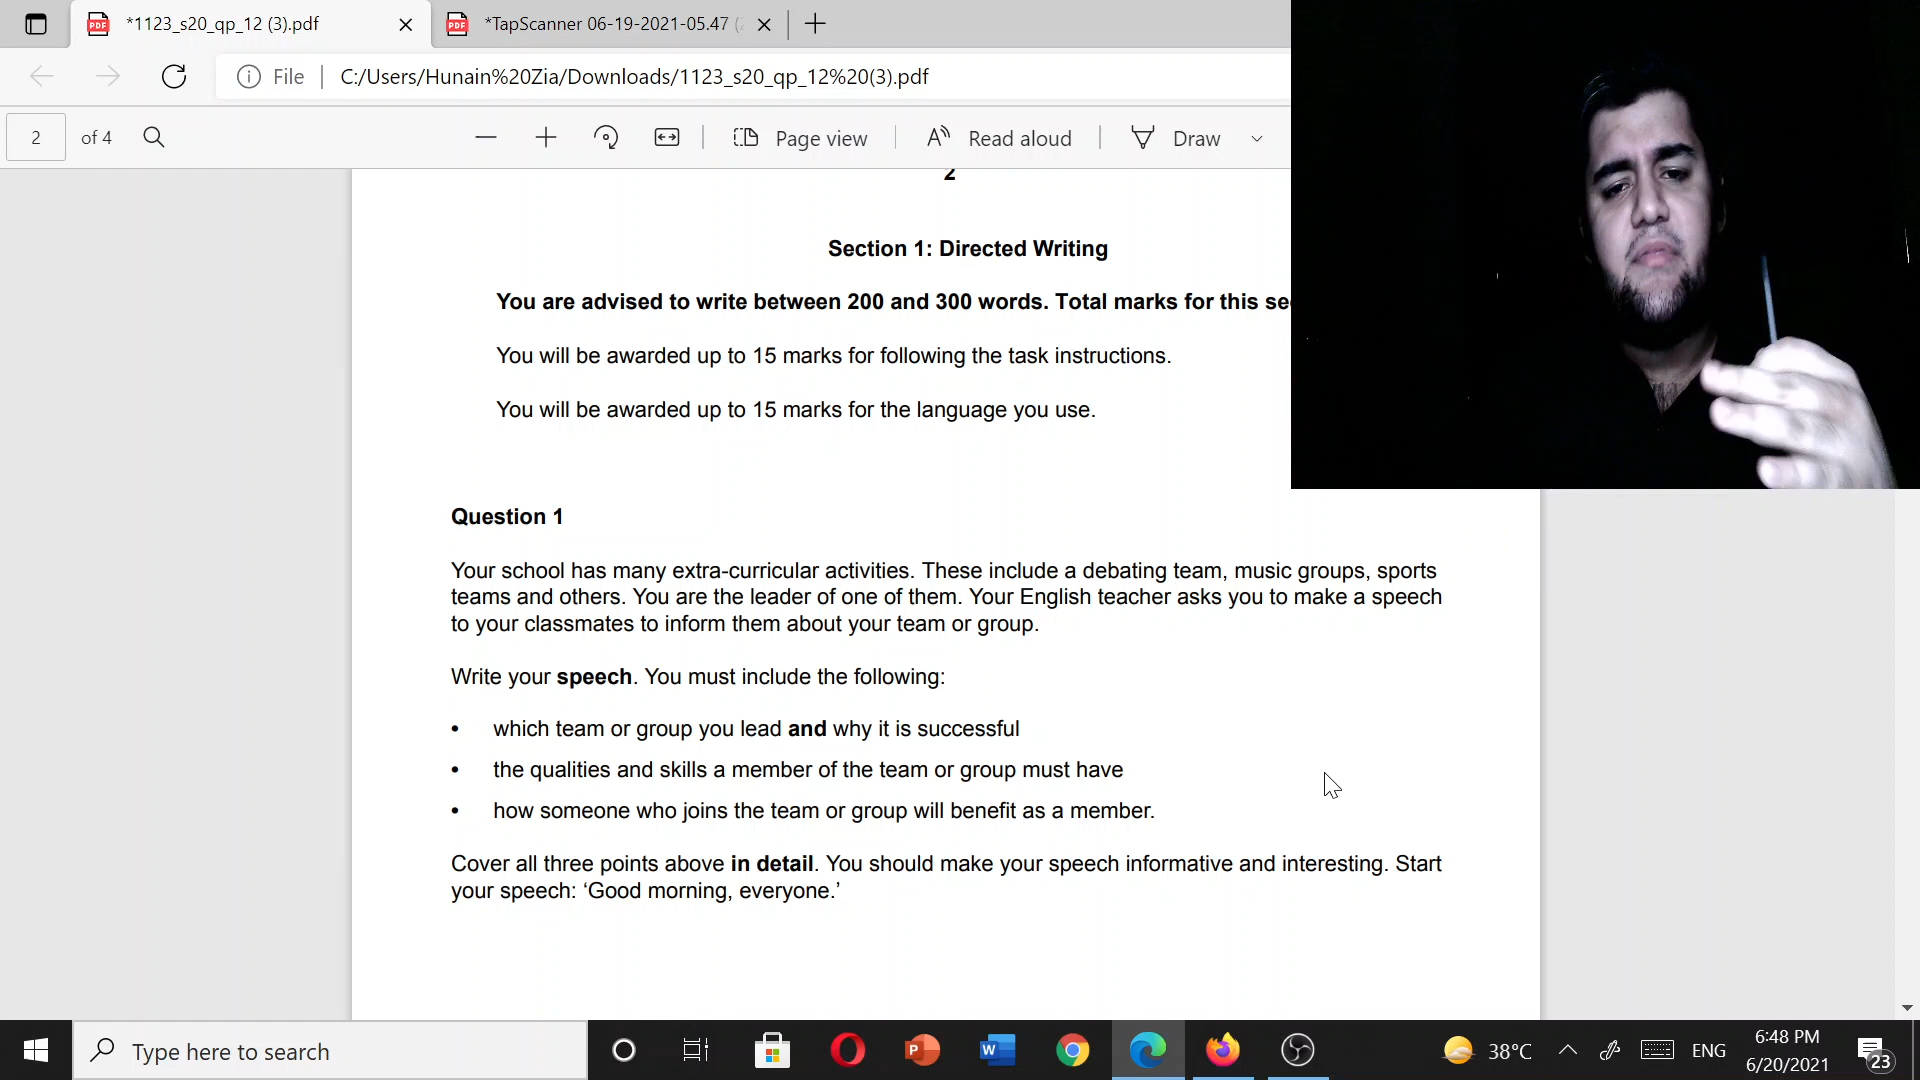 *1123_s20_qp_12 (3).pdf
*TapScanner 06-19-2021-05.47
File
C:/Users/Hunain%20Zia/Downloads/1123_s20_qp_12%20(3).pdf
2 of 4
Page view
Read aloud
Draw
2
Section 1: Directed Writing
You are advised to write between 200 and 300 words. Total marks for this
You will be awarded up to 15 marks for following the task instructions.
You will be awarded up to 15 marks for the language you use.
Question 1
Your school has many extra-curricular activities. These include a debating team, music groups, sports
teams and others. You are the leader of one of them. Your English teacher asks you to make a speech
to your classmates to inform them about your team or group.
Write your speech. You must include the following:
• which team or group you lead and why it is successful
• the qualities and skills a member of the team or group must have
• how someone who joins the team or group will benefit as a member.
Cover all three points above in detail. You should make your speech informative and interesting. Start
your speech: ‘Good morning, everyone.’
Type here to search
38°C
ENG
6:48 PM
6/20/2021
23